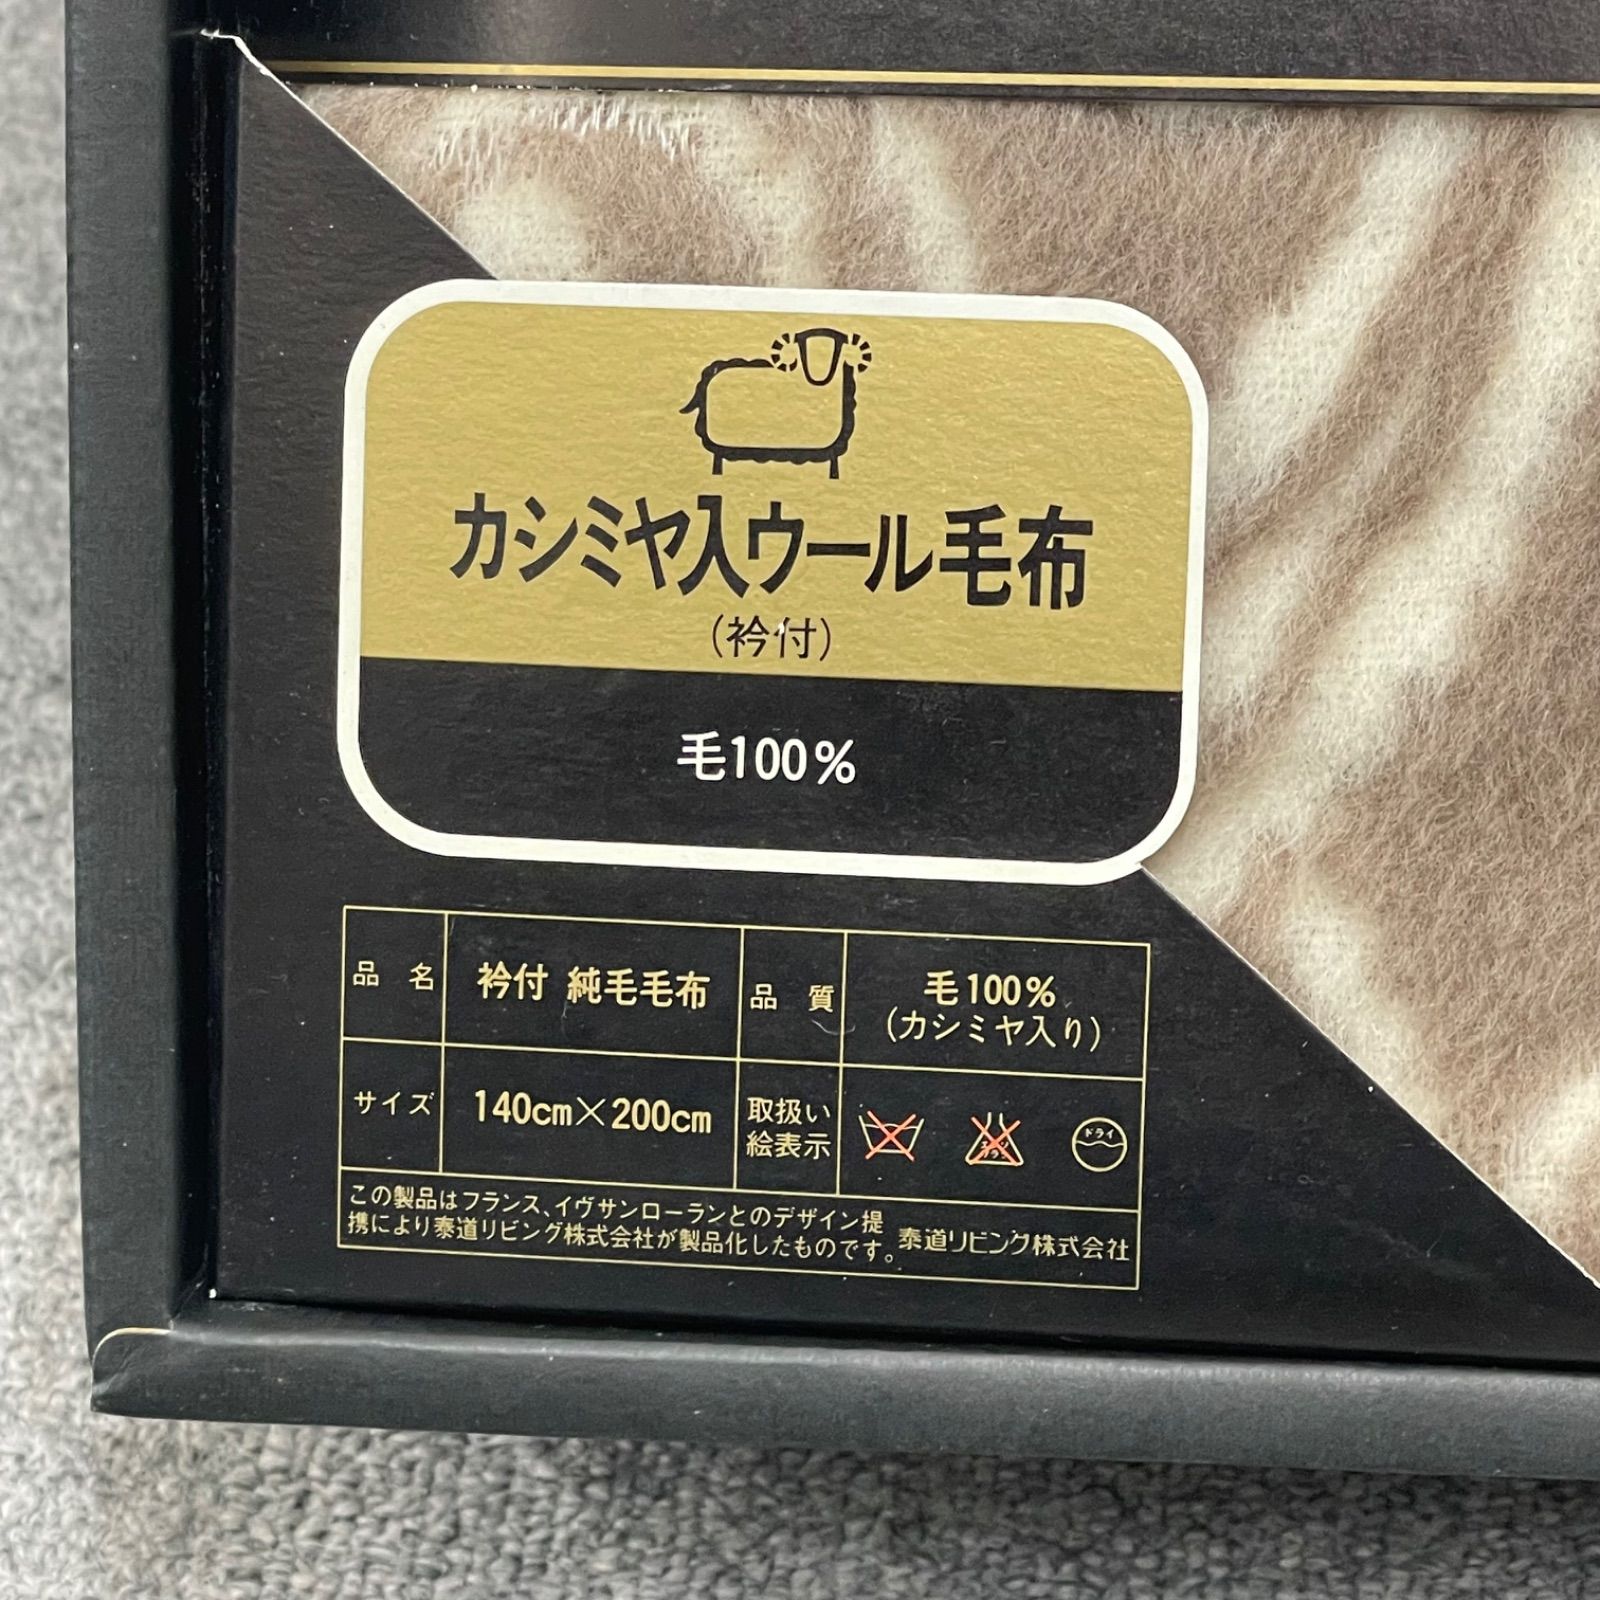 カシミヤ入ウール毛布
(衿付)
毛100%
品 名 衿付 純毛毛布 品 質 毛100%
(カシミヤ入り)
サイズ 140cm×200cm 取扱い
絵表示
ドライ
この製品はフランス、イヴサンローランとのデザイン提
携により泰道リビング株式会社が製品化したものです。 泰道リビング株式会社